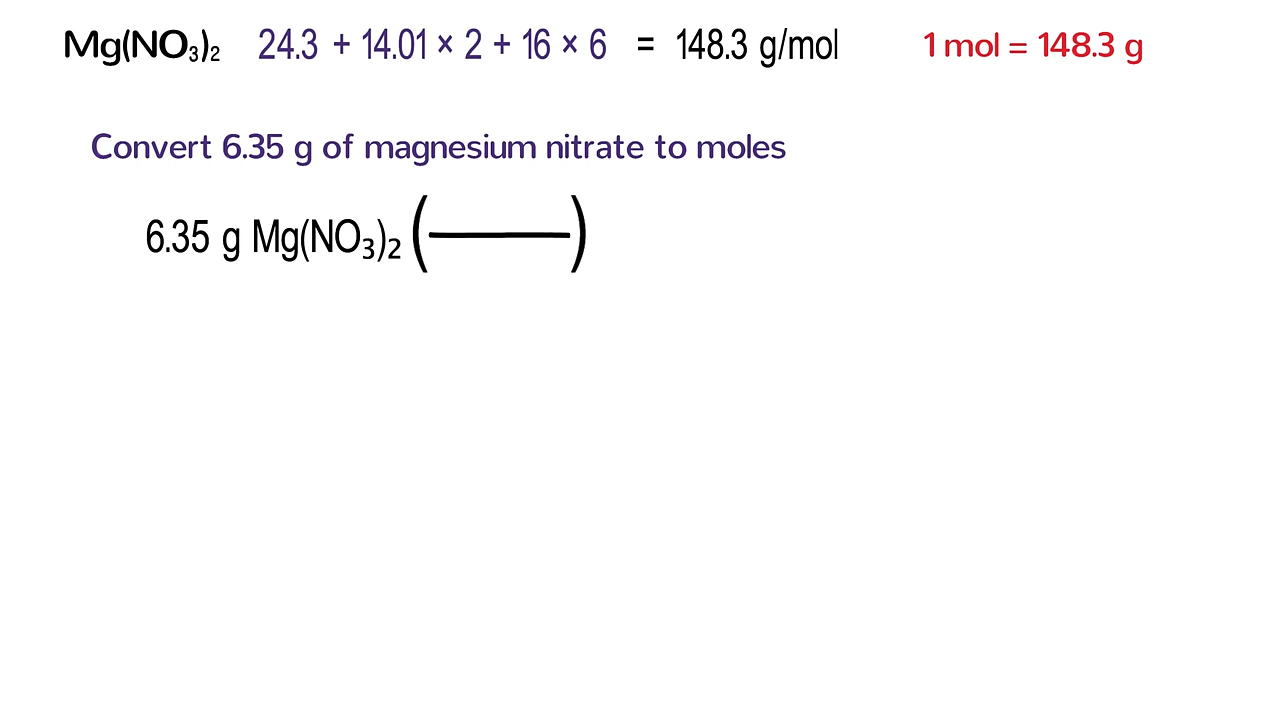 Mg(NO₃)₂ 24.3 + 14.01 × 2 + 16 × 6 = 148.3 g/mol 1 mol = 148.3 g
Convert 6.35 g of magnesium nitrate to moles
6.35 g Mg(NO₃)₂ (———)